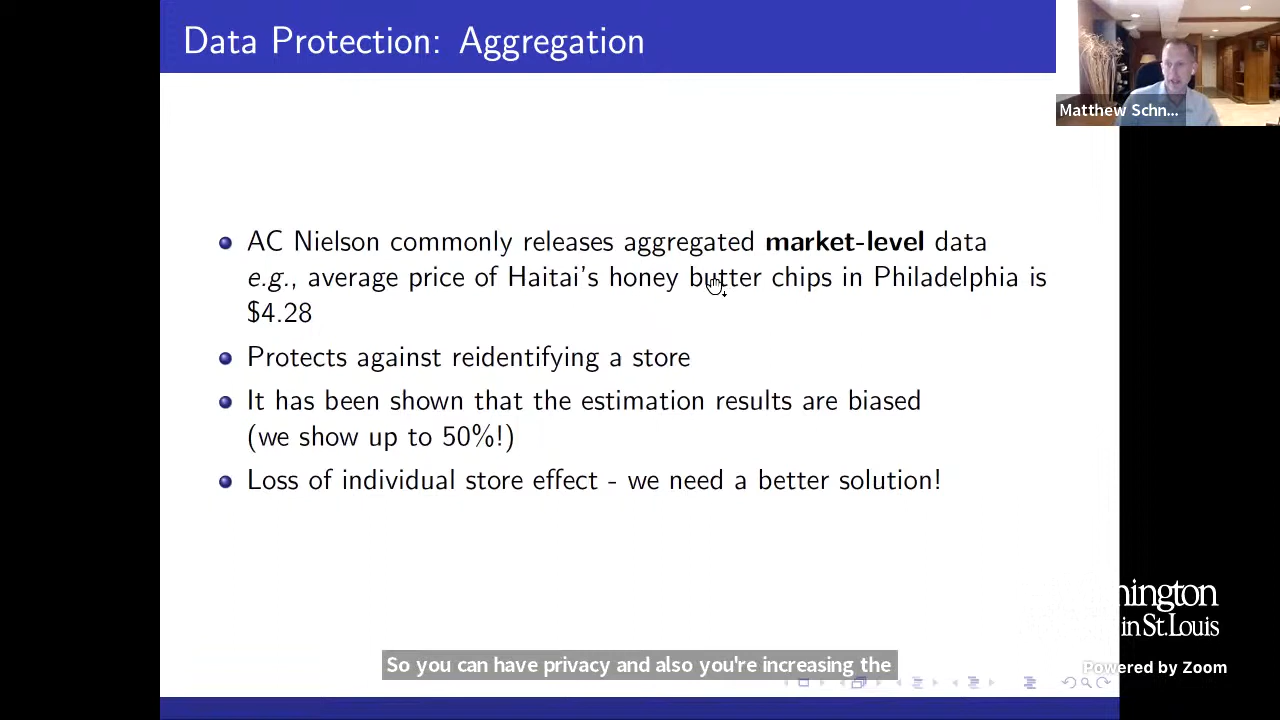 Data Protection: Aggregation
Matthew Schn...
AC Nielson commonly releases aggregated market-level data
e.g., average price of Haitai's honey butter chips in Philadelphia is
$4.28
Protects against reidentifying a store
It has been shown that the estimation results are biased
(we show up to 50%!)
Loss of individual store effect - we need a better solution!
nington
in St.Louis
So you can have privacy and also you're increasing the
Powered by Zoom